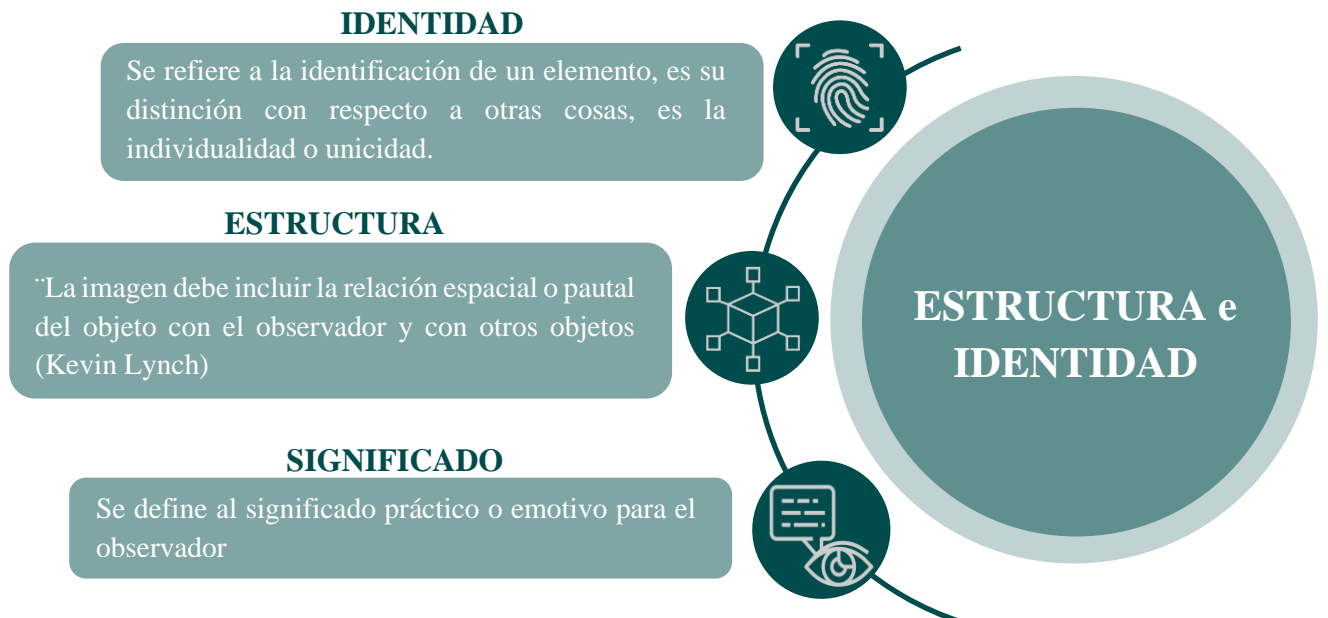 IDENTIDAD
Se refiere a la identificación de un elemento, es su
distinción con respecto a otras cosas, es la
individualidad o unicidad.
ESTRUCTURA
¨La imagen debe incluir la relación espacial o pautal
del objeto con el observador y con otros objetos
(Kevin Lynch)
SIGNIFICADO
Se define al significado práctico o emotivo para el
observador
ESTRUCTURA e
IDENTIDAD